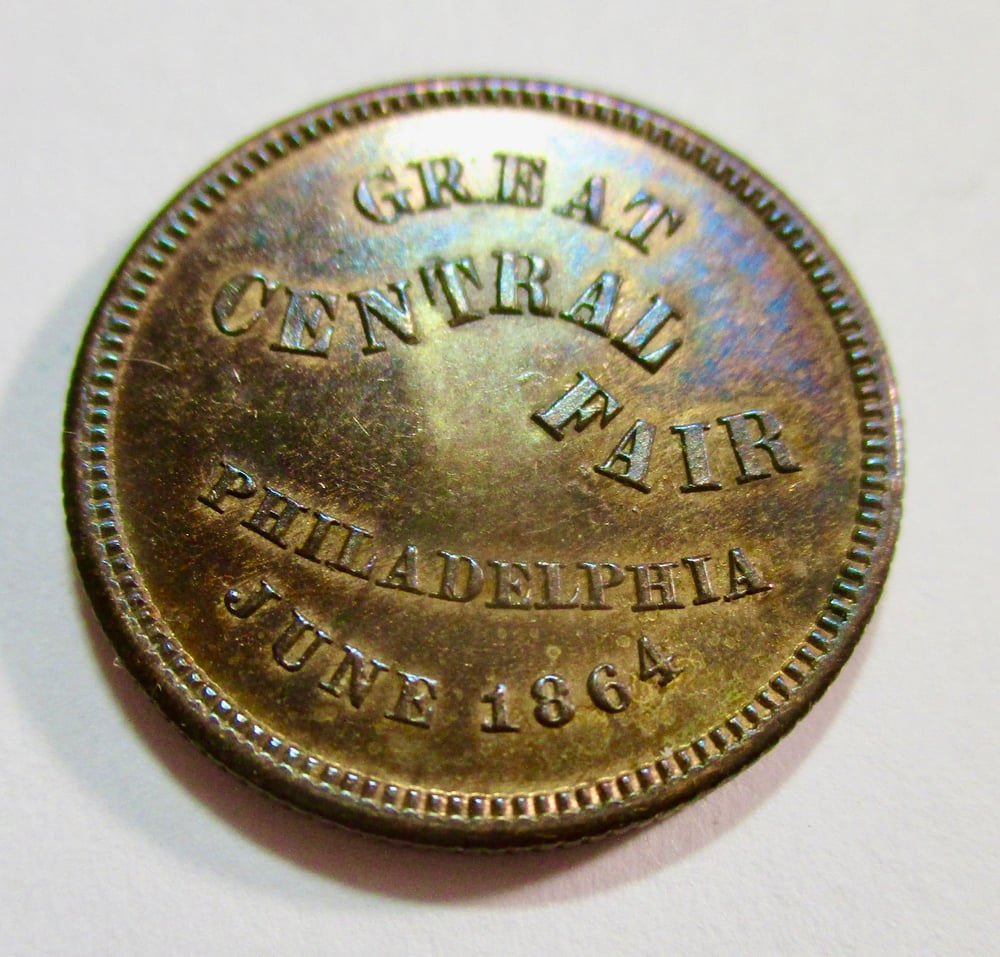 GREAT
CENTRAL
FAIR
PHILADELPHIA
JUNE 1864